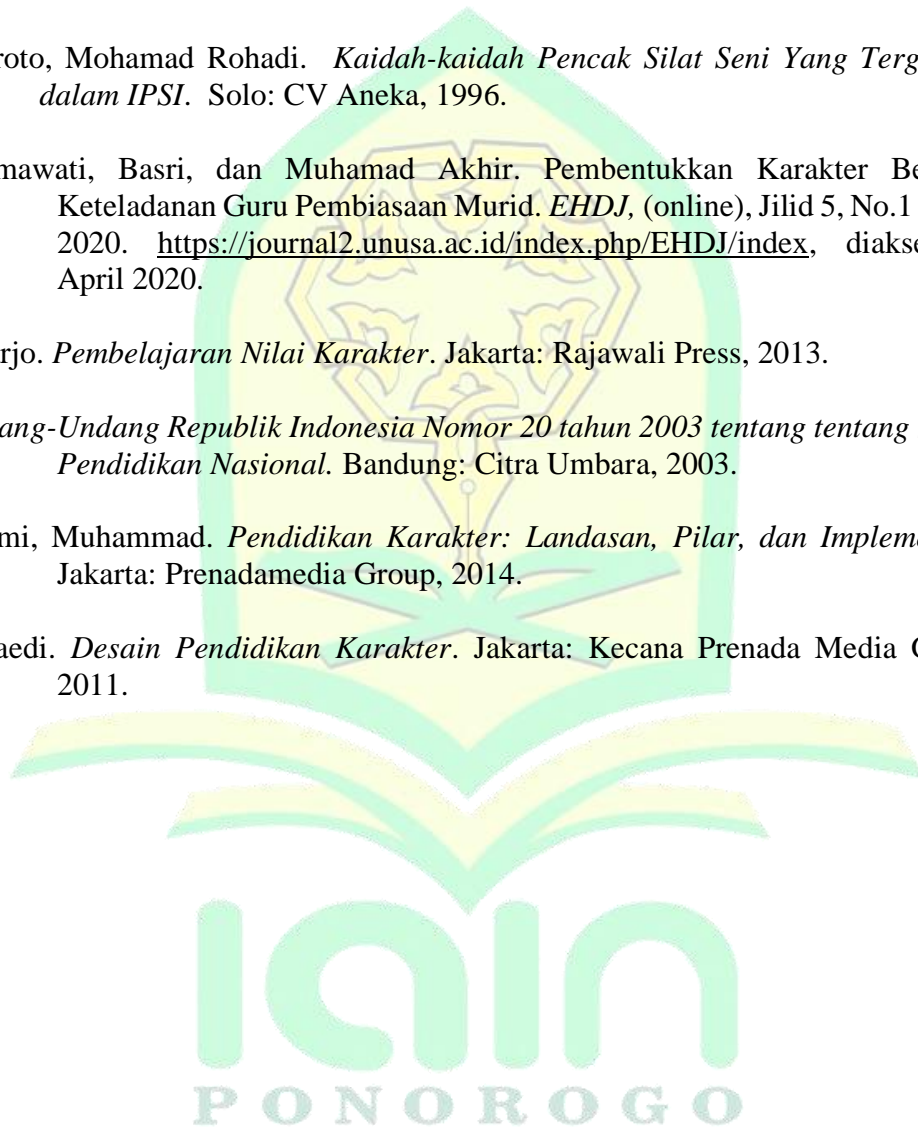 roto, Mohamad Rohadi. Kaidah-kaidah Pencak Silat Seni Yang Terg
dalam IPSI. Solo: CV Aneka, 1996.
mawati, Basri, dan Muhamad Akhir. Pembentukkan Karakter Be
Keteladanan Guru Pembiasaan Murid. EHDJ, (online), Jilid 5, No.1
2020. https://journal2.unusa.ac.id/index.php/EHDJ/index, diakse
April 2020.
rjo. Pembelajaran Nilai Karakter. Jakarta: Rajawali Press, 2013.
ang-Undang Republik Indonesia Nomor 20 tahun 2003 tentang tentang
Pendidikan Nasional. Bandung: Citra Umbara, 2003.
mi, Muhammad. Pendidikan Karakter: Landasan, Pilar, dan Implema
Jakarta: Prenadamedia Group, 2014.
aedi. Desain Pendidikan Karakter. Jakarta: Kecana Prenada Media G
2011.
iain
PONOROGO